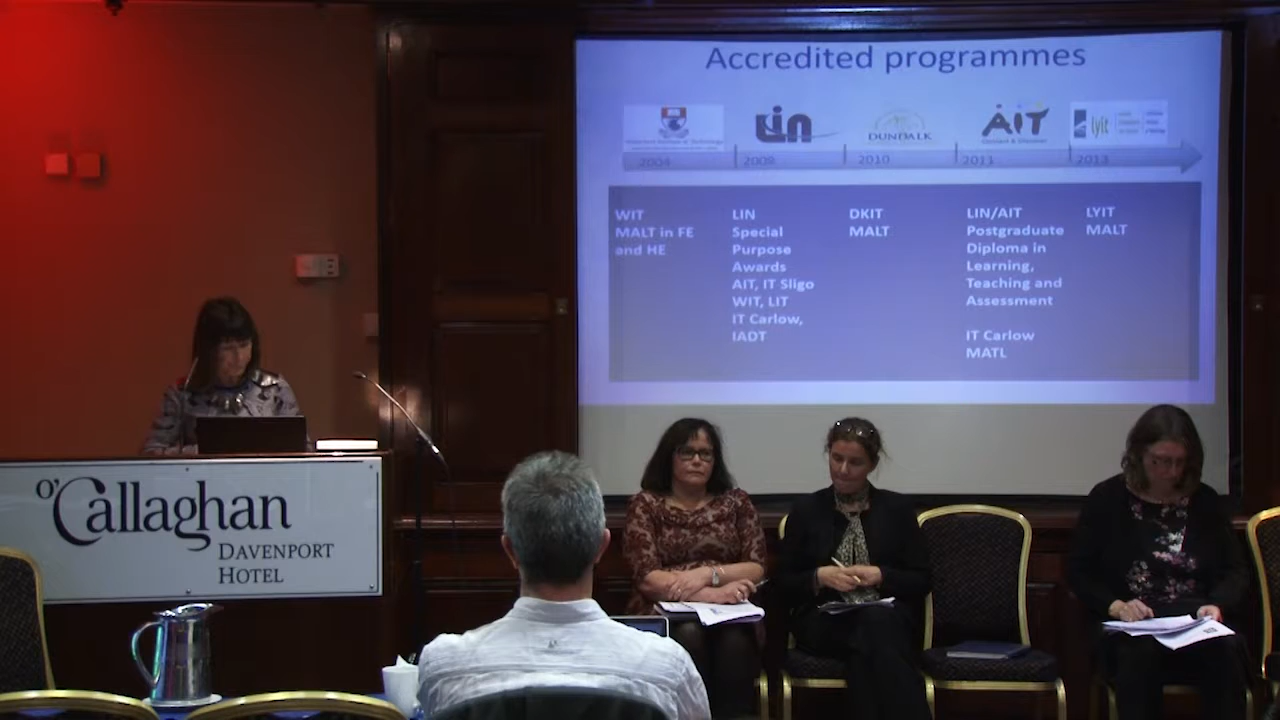 Accredited programmes
LIN
DUNDALK
AIT
lyit
2004
2009
2010
2011
2013
WIT
MALT in FE
and HE
LIN
Special
Purpose
Awards
AIT, IT Sligo
WIT, LIT
IT Carlow,
IADT
DKIT
MALT
LIN/AIT
Postgraduate
Diploma in
Learning,
Teaching and
Assessment
IT Carlow
MATL
LYIT
MALT
O'Callaghan
DAVENPORT
HOTEL